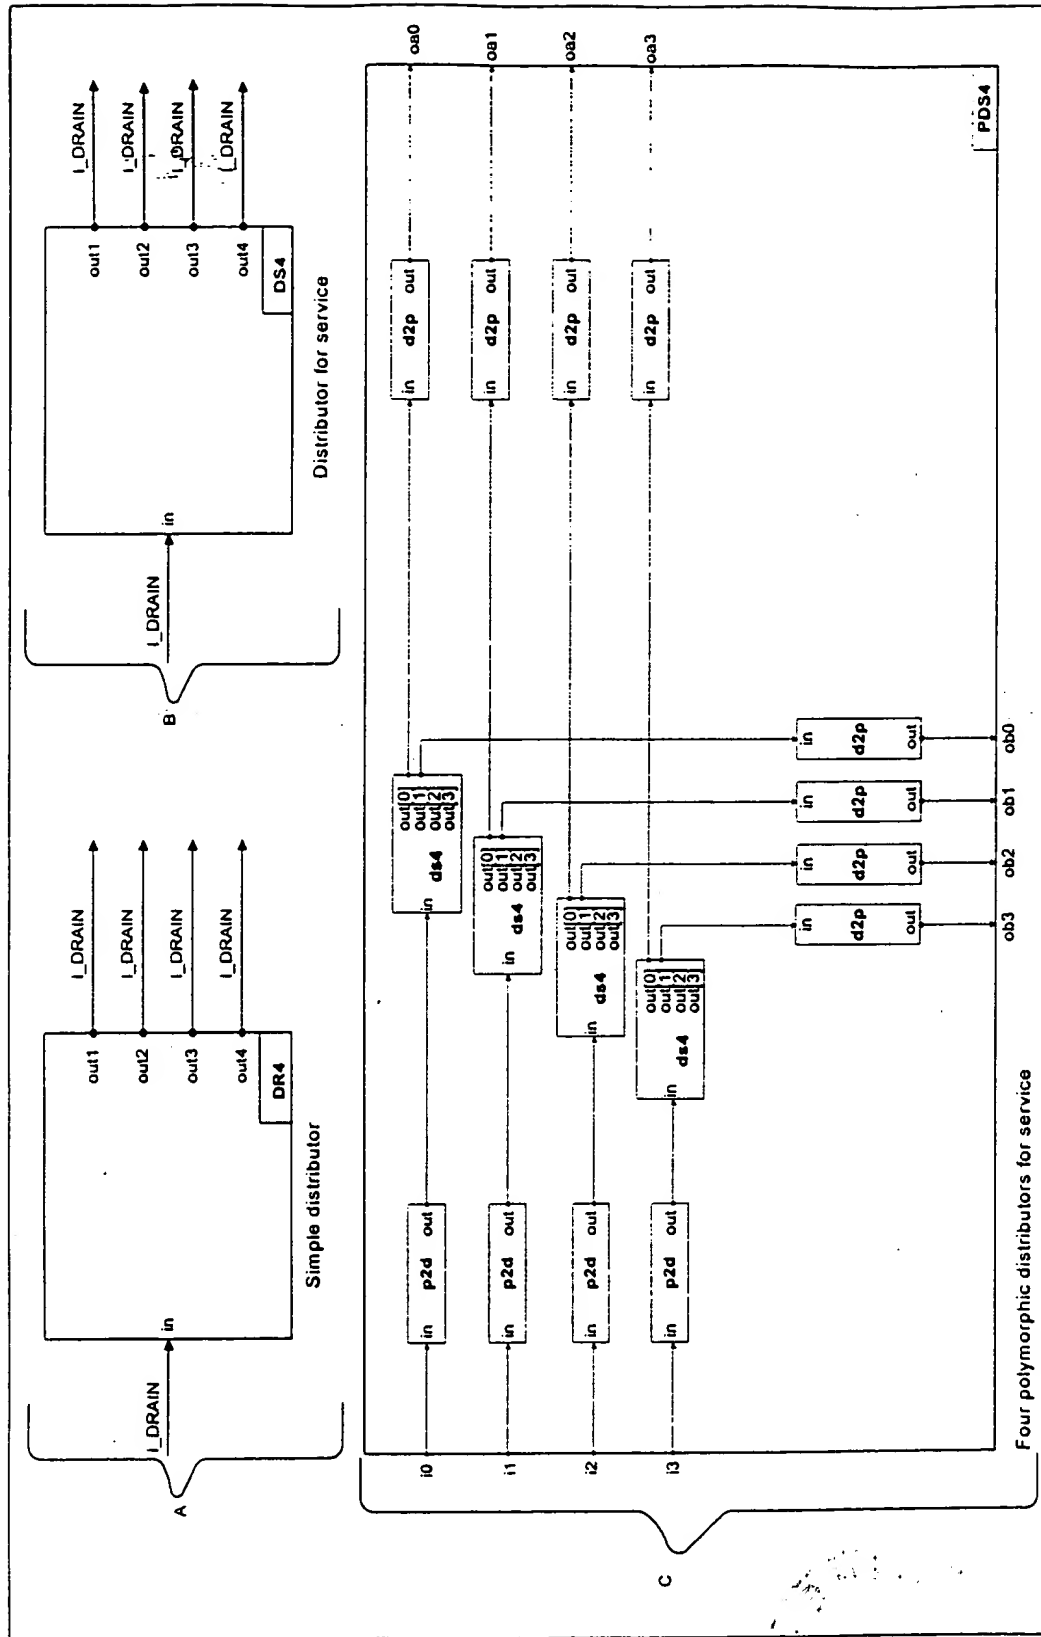 A
I_DRAIN
in
out1
out2
out3
out4
I_DRAIN
I_DRAIN
I_DRAIN
I_DRAIN
DR4
Simple distributor
B
I_DRAIN
in
out1
out2
out3
out4
I_DRAIN
I_DRAIN
I_DRAIN
I_DRAIN
DS4
Distributor for service
C
i0
in p2d out
in ds4 out[0] out[1] out[2] out[3]
in d2p out
oa0
i1
in p2d out
in ds4 out[0] out[1] out[2] out[3]
in d2p out
oa1
i2
in p2d out
in ds4 out[0] out[1] out[2] out[3]
in d2p out
oa2
i3
in p2d out
in ds4 out[0] out[1] out[2] out[3]
in d2p out
oa3
in d2p out
in d2p out
in d2p out
in d2p out
ob3
ob2
ob1
ob0
PDS4
Four polymorphic distributors for service